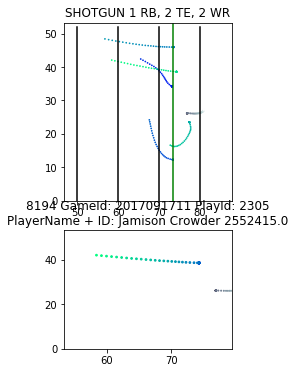 SHOTGUN 1 RB, 2 TE, 2 WR
50
40
30
20
10
0
50 60 70 80
8194 GameId: 2017091711 PlayId: 2305
PlayerName + ID: Jamison Crowder 2552415.0
40
20
0
60 70